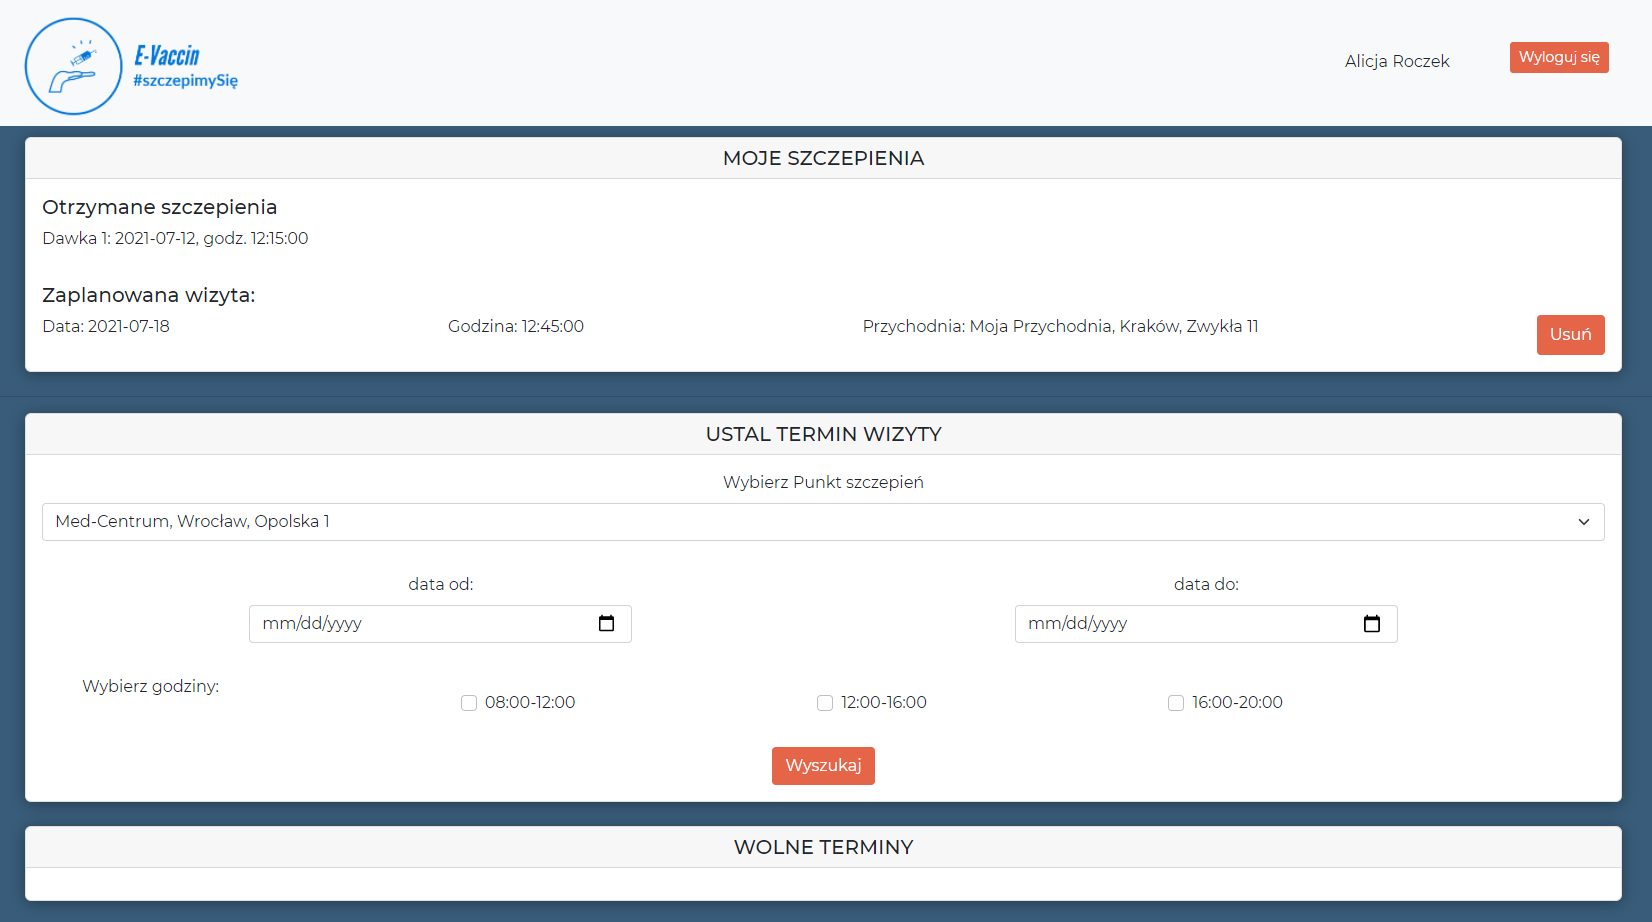 E-Vaccin
#szczepimySię
Alicja Roczek
Wyloguj się
MOJE SZCZEPIENIA
Otrzymane szczepienia
Dawka 1: 2021-07-12, godz. 12:15:00
Zaplanowana wizyta:
Data: 2021-07-18 Godzina: 12:45:00 Przychodnia: Moja Przychodnia, Kraków, Zwykła 11
Usuń
USTAL TERMIN WIZYTY
Wybierz Punkt szczepień
Med-Centrum, Wrocław, Opolska 1
data od: data do:
mm/dd/yyyy mm/dd/yyyy
Wybierz godziny:
08:00-12:00 12:00-16:00 16:00-20:00
Wyszukaj
WOLNE TERMINY